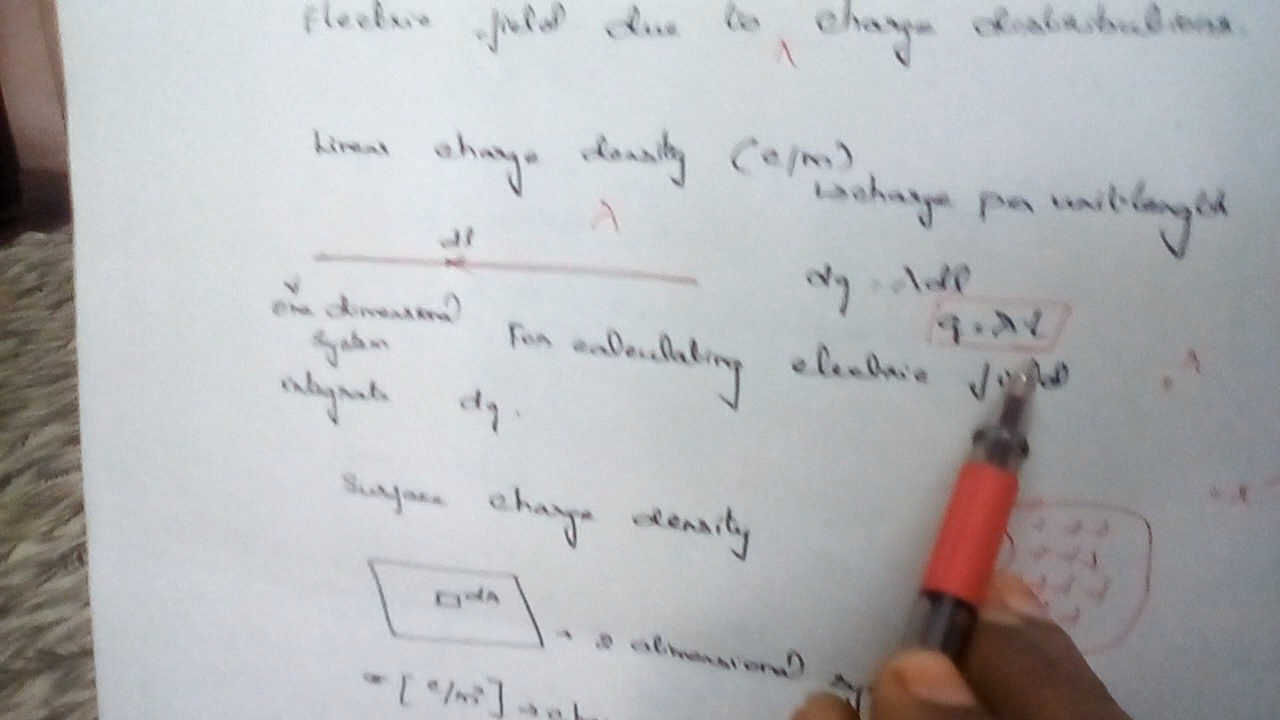 Electric field due to charge distributions
λ
Linear charge density (c/m)
↳ charge per unit length
λ
dl
dq = λdl
q = λl
one dimensional
system
For calculating electric field
integrate dq.
Surface charge density
dA
→ 2 dimensional
[c/m²] →